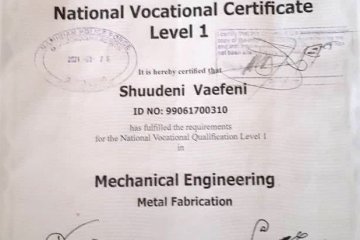 National Vocational Certificate
Level 1
It is hereby certified that
Shuudeni Vaefeni
ID NO: 99061700310
has fulfilled the requirements
for the National Vocational Qualification Level 1
in
Mechanical Engineering
Metal Fabrication